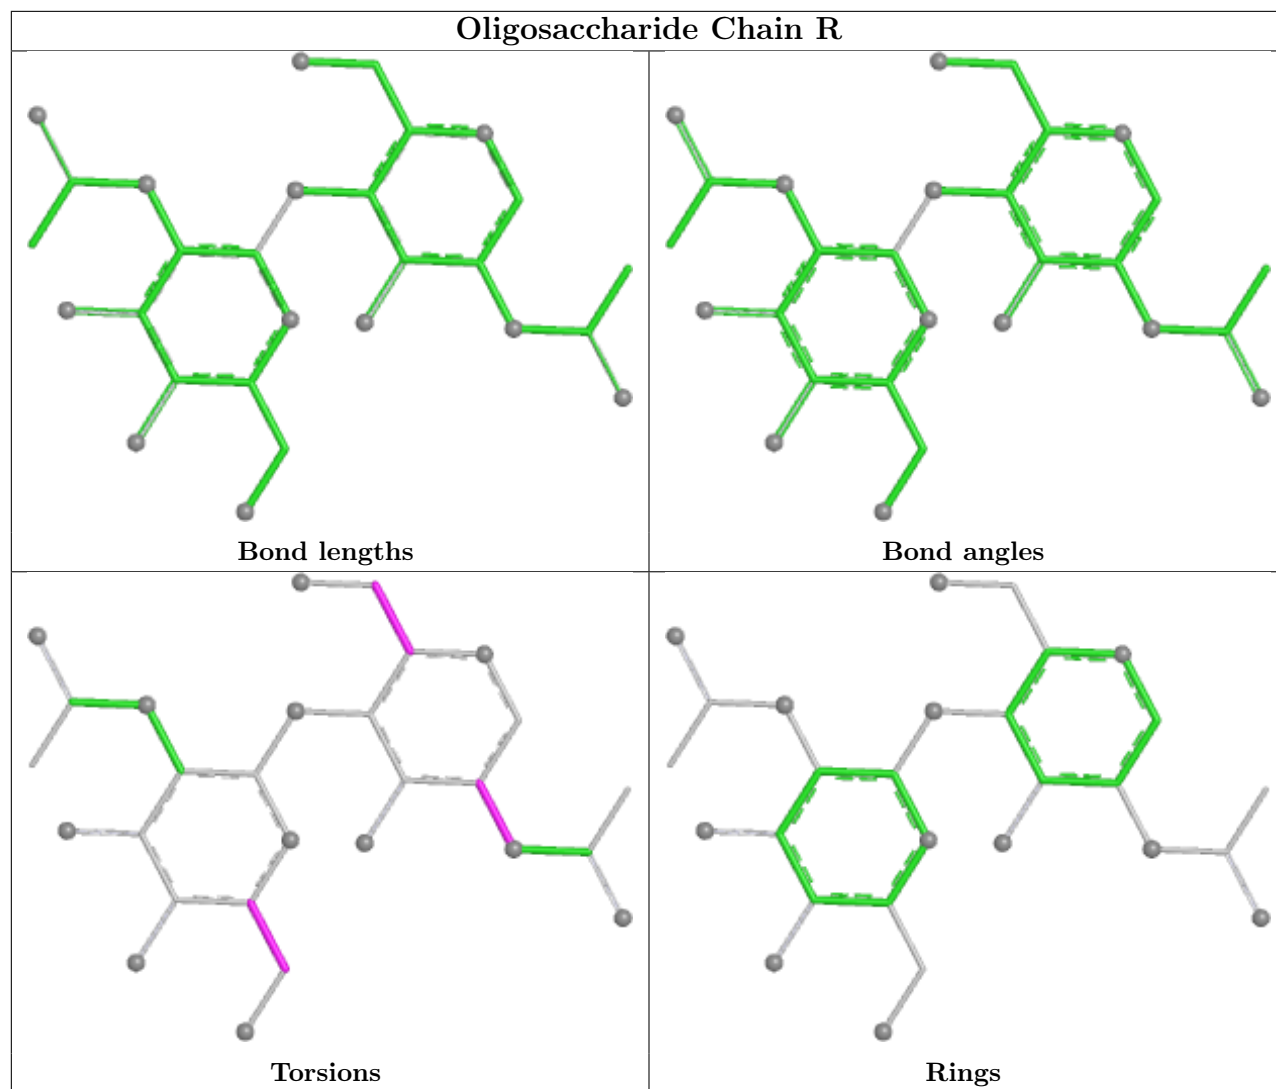 Oligosaccharide Chain R
Bond lengths
Bond angles
Torsions
Rings